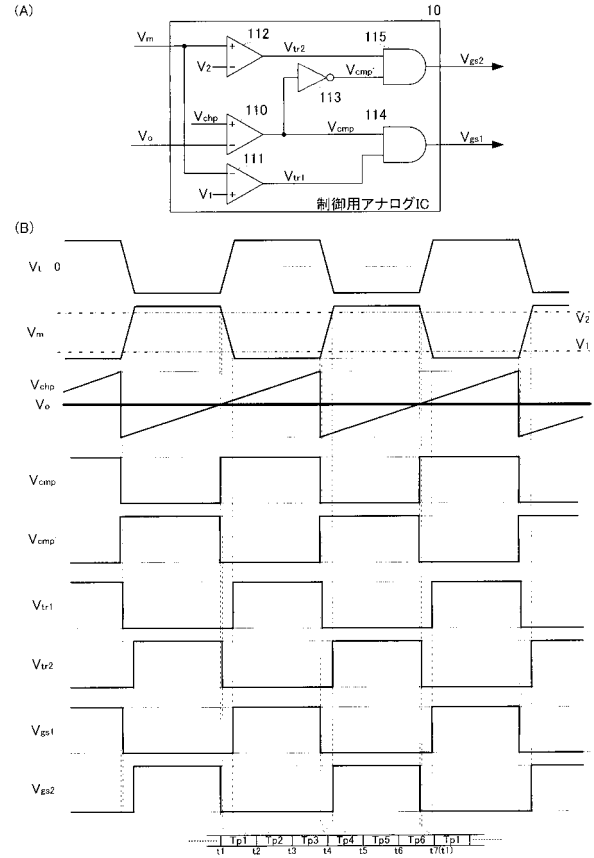 (A)
10
Vm
112
Vtr2
115
Vgs2
V2
Vcmp'
113
Vchp
110
114
Vo
Vcmp
Vgs1
111
Vtr1
V1
制御用アナログIC
(B)
Vt 0
V2
Vm
V1
Vchp
Vo
Vcmp
Vcmp'
Vtr1
Vtr2
Vgs1
Vgs2
Tp1 Tp2 Tp3 Tp4 Tp5 Tp6 Tp1
t1 t2 t3 t4 t5 t6 t7(t1)